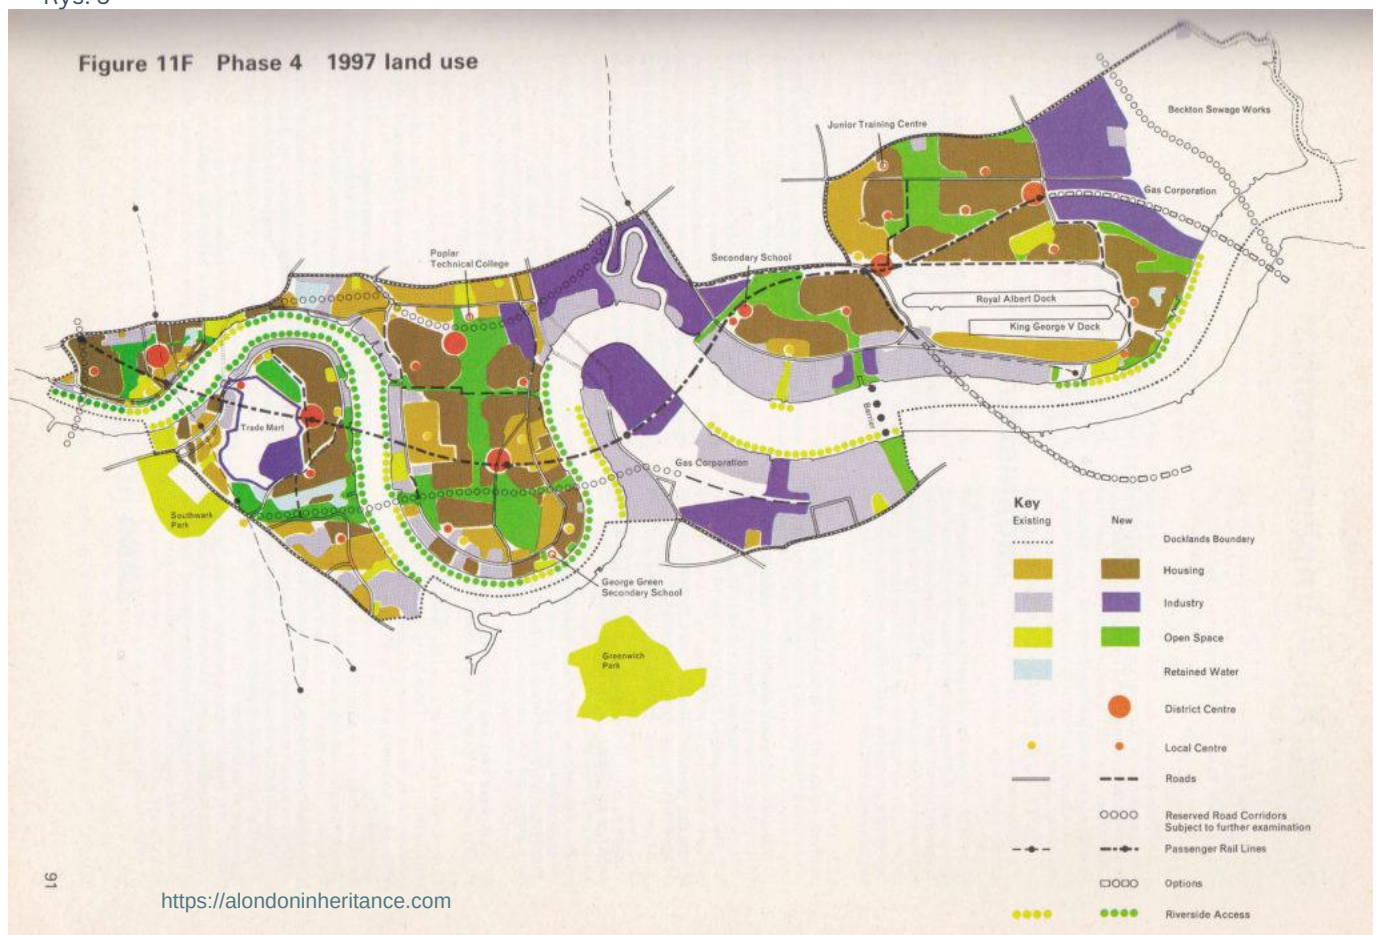 Rys. 8
Figure 11F Phase 4 1997 land use
Beckton Sewage Works
Junior Training Centre
Gas Corporation
Poplar
Technical College
Secondary School
Royal Albert Dock
King George V Dock
Barrier
Trade Mart
Gas Corporation
Southwark
Park
George Green
Secondary School
Greenwich
Park
Key
Existing
New
Docklands Boundary
Housing
Industry
Open Space
Retained Water
District Centre
Local Centre
Roads
Reserved Road Corridors
Subject to further examination
Passenger Rail Lines
Options
Riverside Access
91
https://alondoninheritance.com